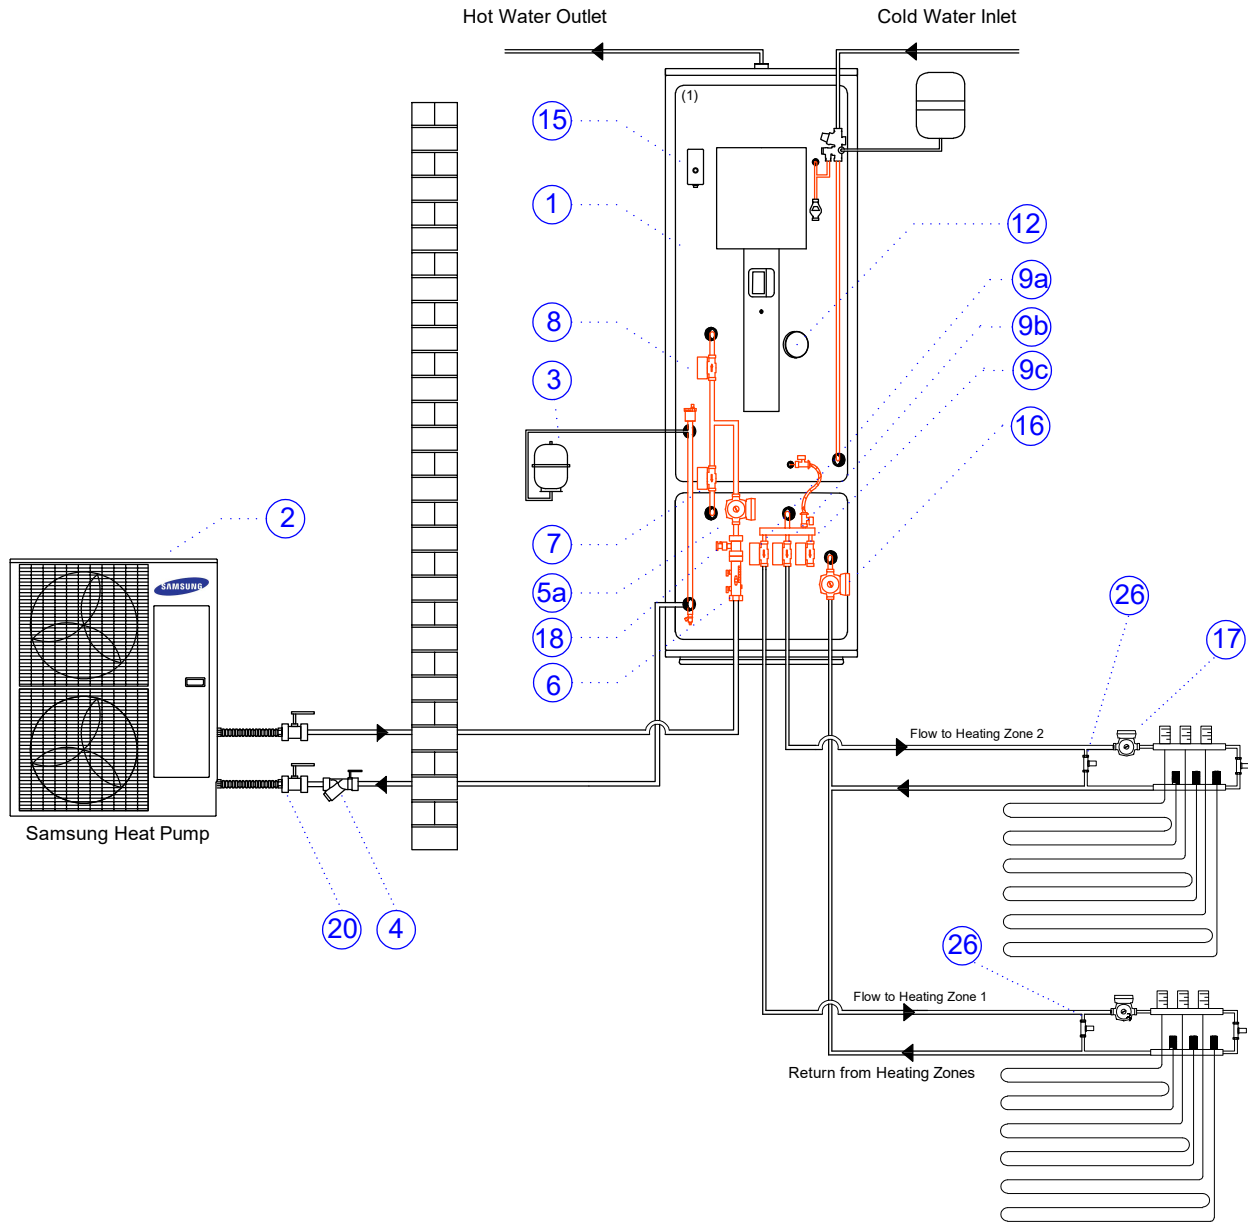 Hot Water Outlet
Cold Water Inlet
(1)
15
1
12
9a
8
9b
3
9c
16
2
7
SAMSUNG
5a
26
18
17
6
Flow to Heating Zone 2
Samsung Heat Pump
20
4
26
Flow to Heating Zone 1
Return from Heating Zones